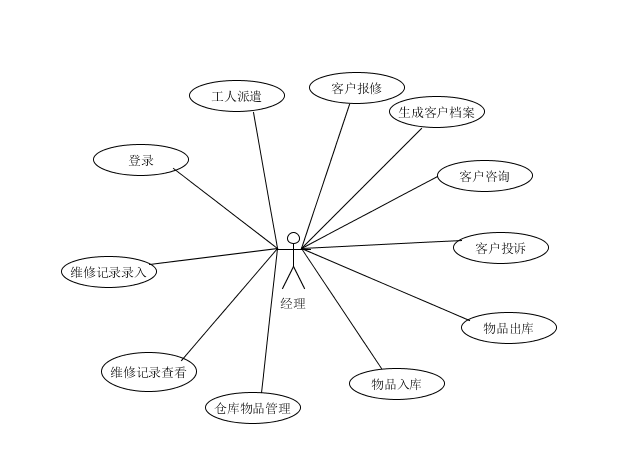 客户报修
工人派遣
生成客户档案
登录
客户咨询
客户投诉
维修记录录入
经理
物品出库
维修记录查看
物品入库
仓库物品管理